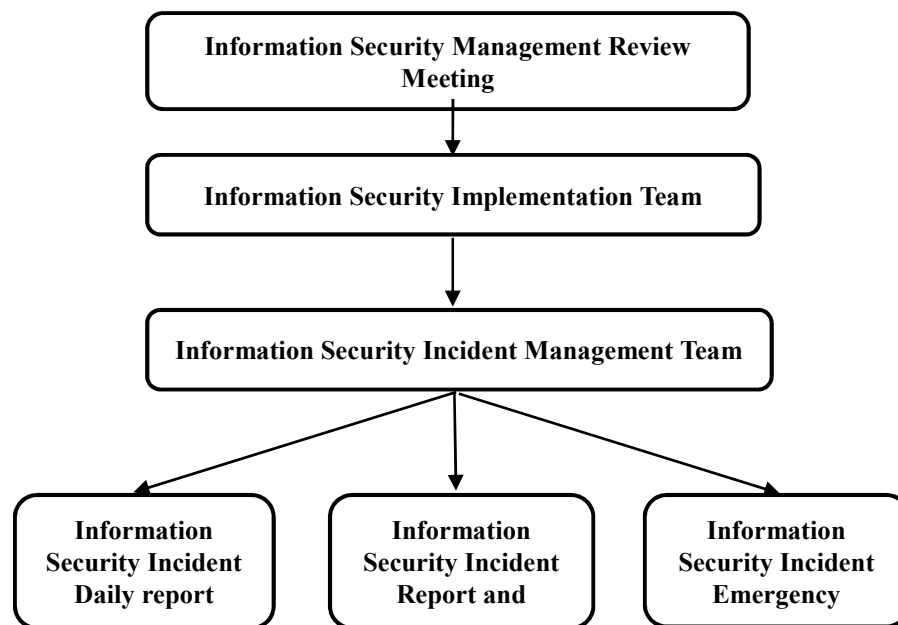 Information Security Management Review
Meeting
Information Security Implementation Team
Information Security Incident Management Team
Information
Security Incident
Daily report
Information
Security Incident
Report and
Information
Security Incident
Emergency